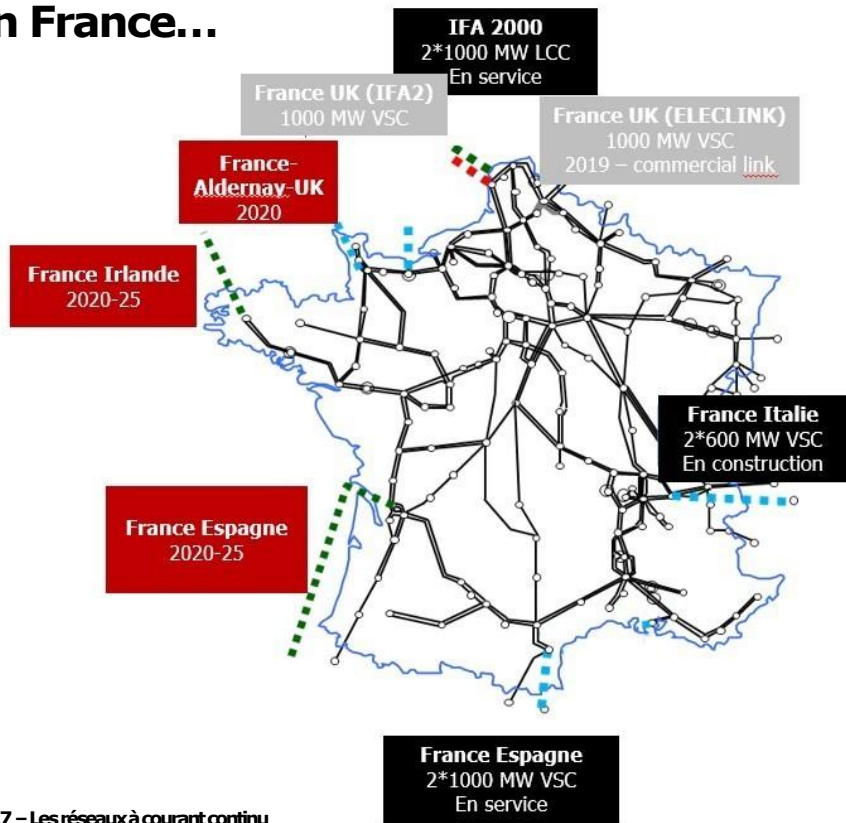 n France...
IFA 2000
2*1000 MW LCC
En service
France UK (IFA2)
1000 MW VSC
France UK (ELECLINK)
1000 MW VSC
2019 – commercial link
France-
Aldernay-UK
2020
France Irlande
2020-25
France Italie
2*600 MW VSC
En construction
France Espagne
2020-25
France Espagne
2*1000 MW VSC
En service
7 – Les réseaux à courant continu